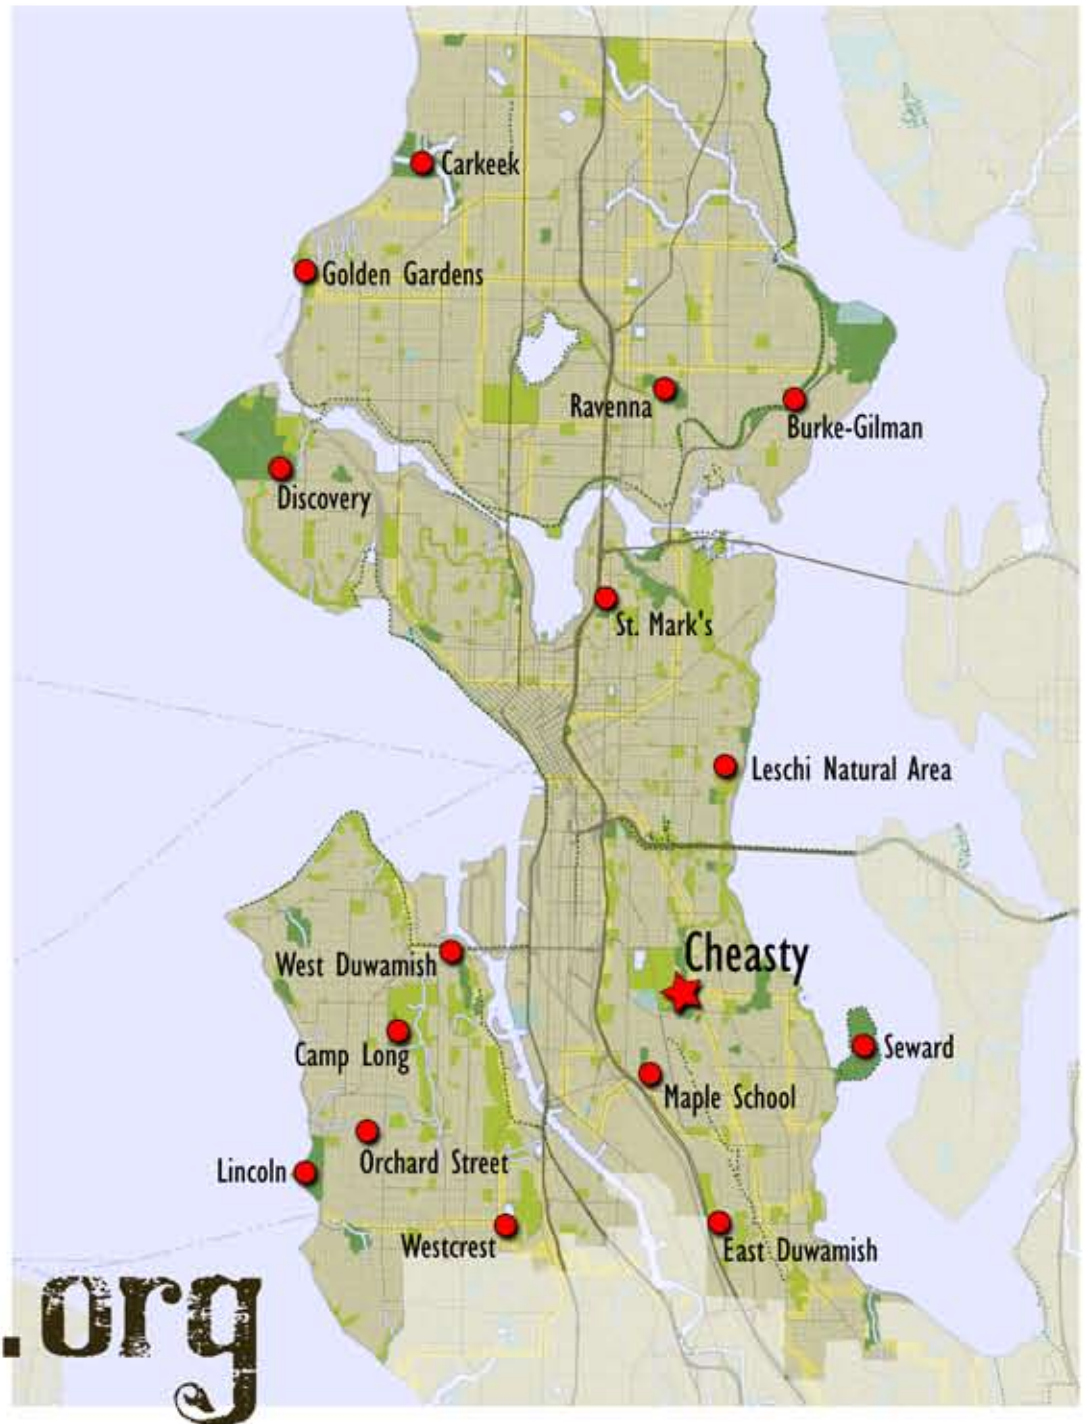 Carkeek
Golden Gardens
Ravenna
Burke-Gilman
Discovery
St. Mark's
Leschi Natural Area
Cheasty
West Duwamish
Camp Long
Seward
Maple School
Orchard Street
Lincoln
Westcrest
East Duwamish
.org